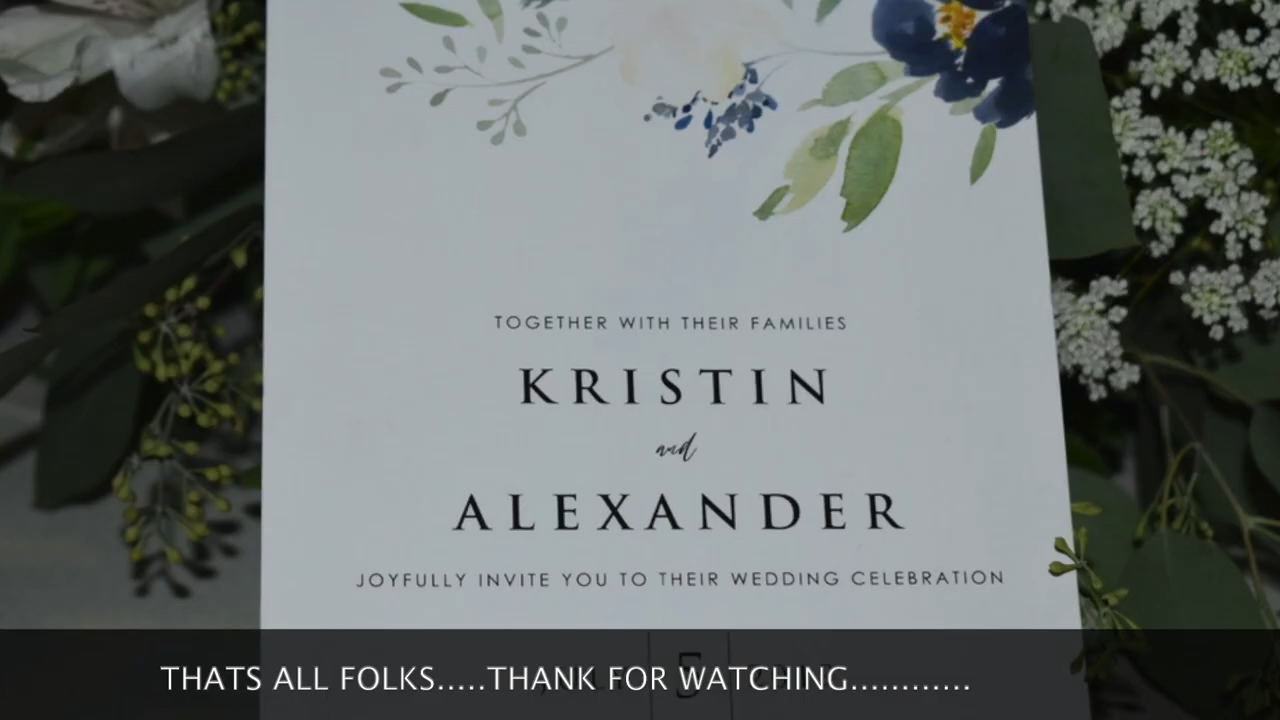 TOGETHER WITH THEIR FAMILIES
KRISTIN
and
ALEXANDER
JOYFULLY INVITE YOU TO THEIR WEDDING CELEBRATION
5
THATS ALL FOLKS.....THANK FOR WATCHING............